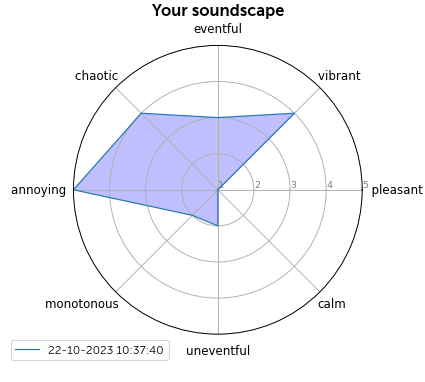 Your soundscape
eventful
chaotic
vibrant
annoying
1 2 3 4 5
pleasant
monotonous
calm
uneventful
22-10-2023 10:37:40